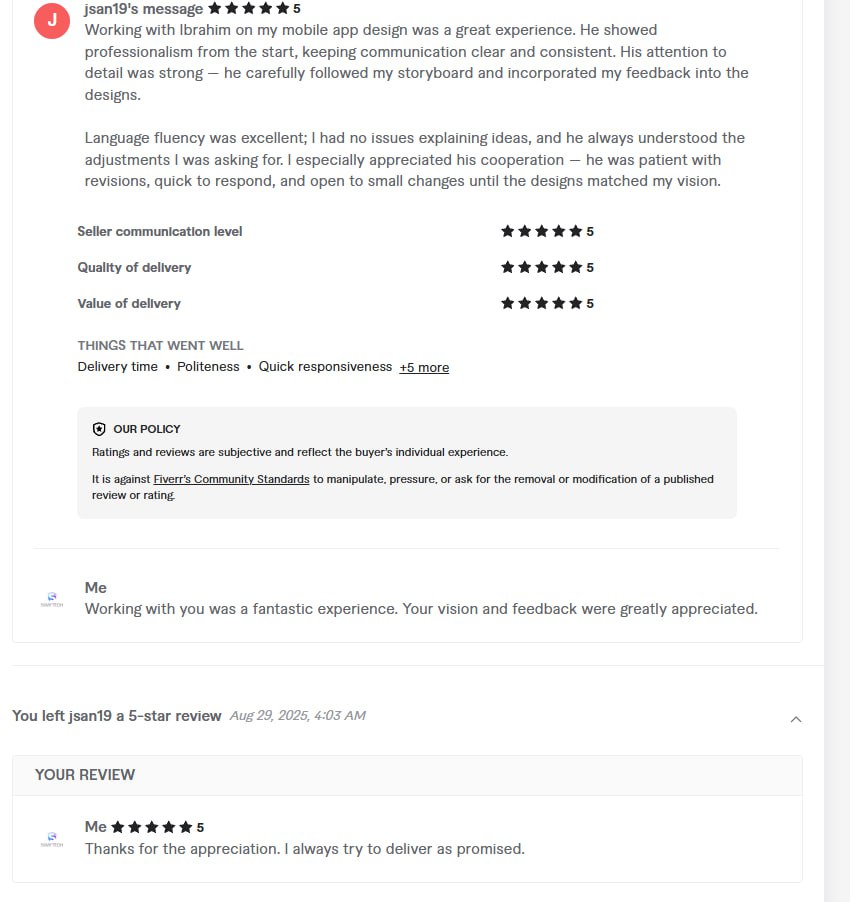 J
jsan19's message ★★★★★ 5
Working with Ibrahim on my mobile app design was a great experience. He showed
professionalism from the start, keeping communication clear and consistent. His attention to
detail was strong — he carefully followed my storyboard and incorporated my feedback into the
designs.
Language fluency was excellent; I had no issues explaining ideas, and he always understood the
adjustments I was asking for. I especially appreciated his cooperation — he was patient with
revisions, quick to respond, and open to small changes until the designs matched my vision.
Seller communication level ★★★★★ 5
Quality of delivery ★★★★★ 5
Value of delivery ★★★★★ 5
THINGS THAT WENT WELL
Delivery time • Politeness • Quick responsiveness +5 more
OUR POLICY
Ratings and reviews are subjective and reflect the buyer's individual experience.
It is against Fiverr's Community Standards to manipulate, pressure, or ask for the removal or modification of a published
review or rating.
Me
Working with you was a fantastic experience. Your vision and feedback were greatly appreciated.
You left jsan19 a 5-star review Aug 29, 2025, 4:03 AM
YOUR REVIEW
Me ★★★★★ 5
Thanks for the appreciation. I always try to deliver as promised.